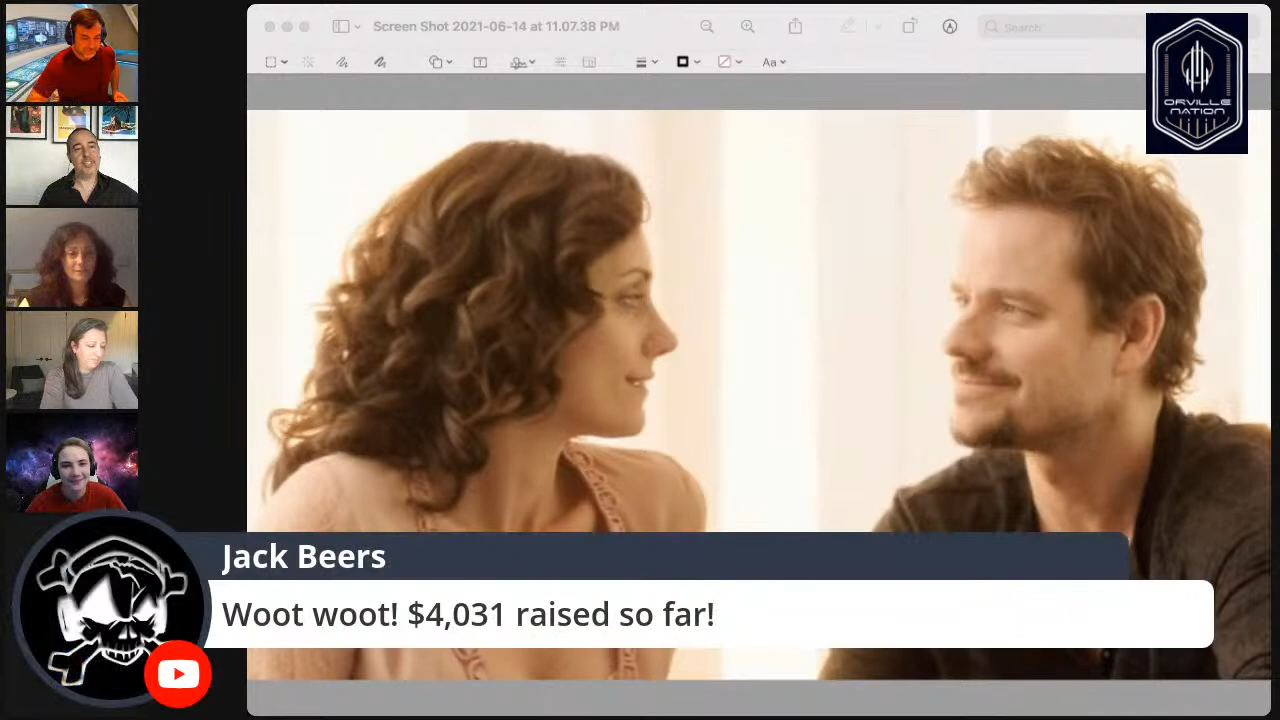 Screen Shot 2021-06-14 at 11.07.38 PM
Search
Aa
ORVILLE
NATION
Jack Beers
Woot woot! $4,031 raised so far!